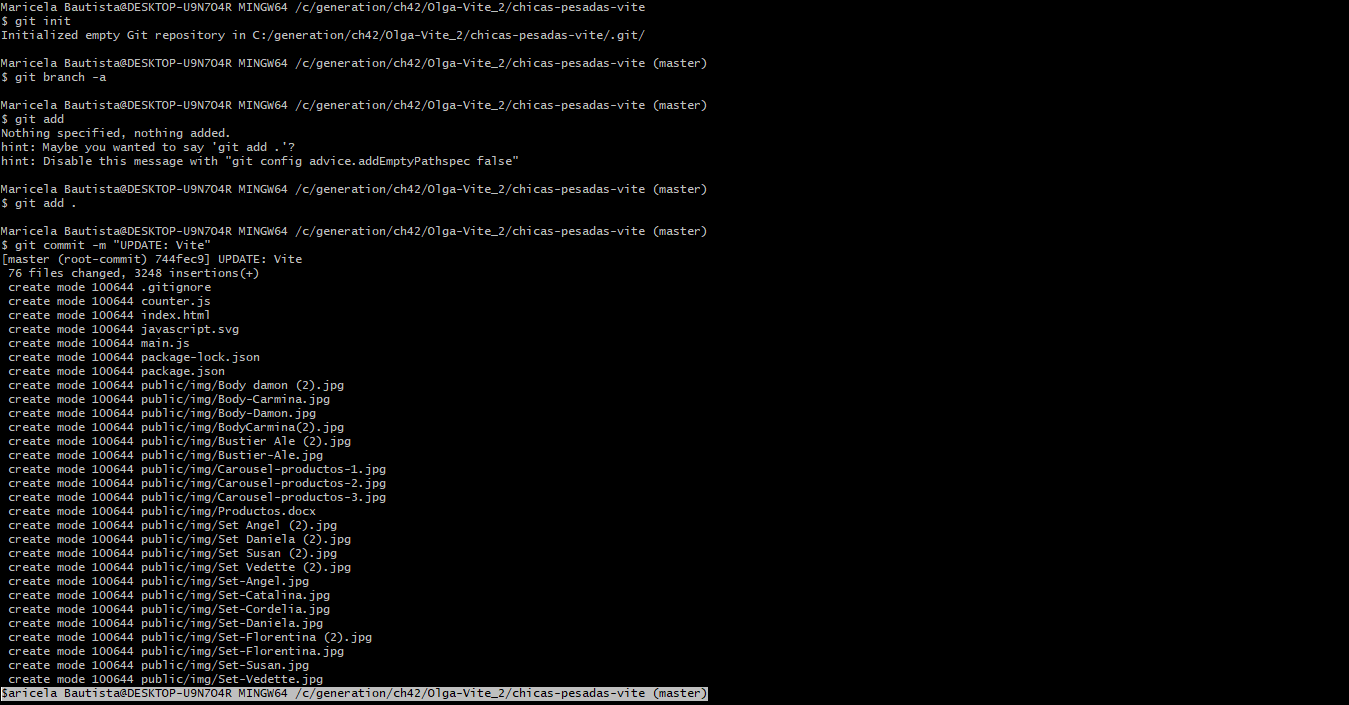 Maricela Bautista@DESKTOP-U9N7O4R MINGW64 /c/generation/ch42/Olga-Vite_2/chicas-pesadas-vite
$ git init
Initialized empty Git repository in C:/generation/ch42/Olga-Vite_2/chicas-pesadas-vite/.git/
Maricela Bautista@DESKTOP-U9N7O4R MINGW64 /c/generation/ch42/Olga-Vite_2/chicas-pesadas-vite (master)
$ git branch -a
Maricela Bautista@DESKTOP-U9N7O4R MINGW64 /c/generation/ch42/Olga-Vite_2/chicas-pesadas-vite (master)
$ git add
Nothing specified, nothing added.
hint: Maybe you wanted to say 'git add .'?
hint: Disable this message with "git config advice.addEmptyPathspec false"
Maricela Bautista@DESKTOP-U9N7O4R MINGW64 /c/generation/ch42/Olga-Vite_2/chicas-pesadas-vite (master)
$ git add .
Maricela Bautista@DESKTOP-U9N7O4R MINGW64 /c/generation/ch42/Olga-Vite_2/chicas-pesadas-vite (master)
$ git commit -m "UPDATE: Vite"
[master (root-commit) 744fec9] UPDATE: Vite
76 files changed, 3248 insertions(+)
create mode 100644 .gitignore
create mode 100644 counter.js
create mode 100644 index.html
create mode 100644 javascript.svg
create mode 100644 main.js
create mode 100644 package-lock.json
create mode 100644 package.json
create mode 100644 public/img/Body damon (2).jpg
create mode 100644 public/img/Body-Carmina.jpg
create mode 100644 public/img/Body-Damon.jpg
create mode 100644 public/img/BodyCarmina(2).jpg
create mode 100644 public/img/Bustier Ale (2).jpg
create mode 100644 public/img/Bustier-Ale.jpg
create mode 100644 public/img/Carousel-productos-1.jpg
create mode 100644 public/img/Carousel-productos-2.jpg
create mode 100644 public/img/Carousel-productos-3.jpg
create mode 100644 public/img/Productos.docx
create mode 100644 public/img/Set Angel (2).jpg
create mode 100644 public/img/Set Daniela (2).jpg
create mode 100644 public/img/Set Susan (2).jpg
create mode 100644 public/img/Set Vedette (2).jpg
create mode 100644 public/img/Set-Angel.jpg
create mode 100644 public/img/Set-Catalina.jpg
create mode 100644 public/img/Set-Cordelia.jpg
create mode 100644 public/img/Set-Daniela.jpg
create mode 100644 public/img/Set-Florentina (2).jpg
create mode 100644 public/img/Set-Florentina.jpg
create mode 100644 public/img/Set-Susan.jpg
create mode 100644 public/img/Set-Vedette.jpg
$aricela Bautista@DESKTOP-U9N7O4R MINGW64 /c/generation/ch42/Olga-Vite_2/chicas-pesadas-vite (master)